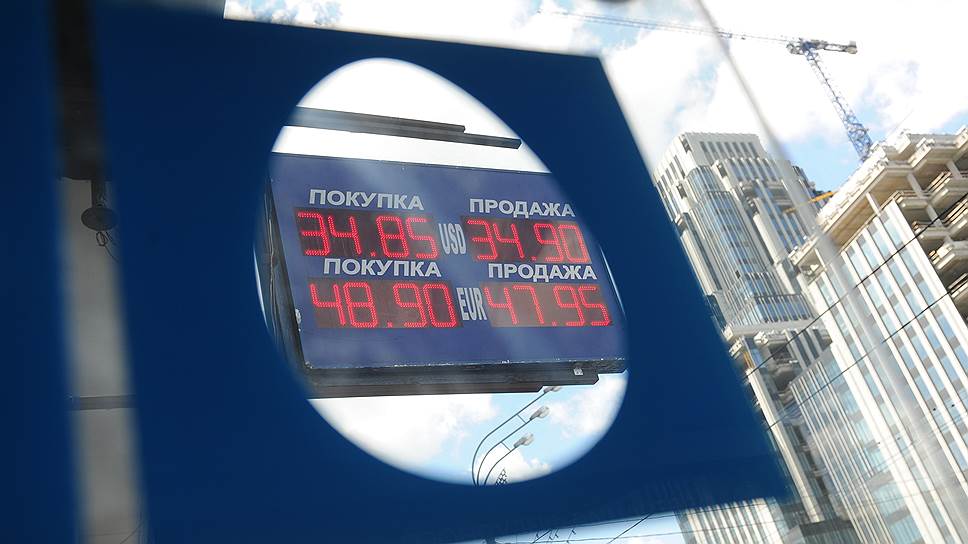 ПОКУПКА ПРОДАЖА
34.85 USD 34.90
ПОКУПКА ПРОДАЖА
48.90 EUR 47.95